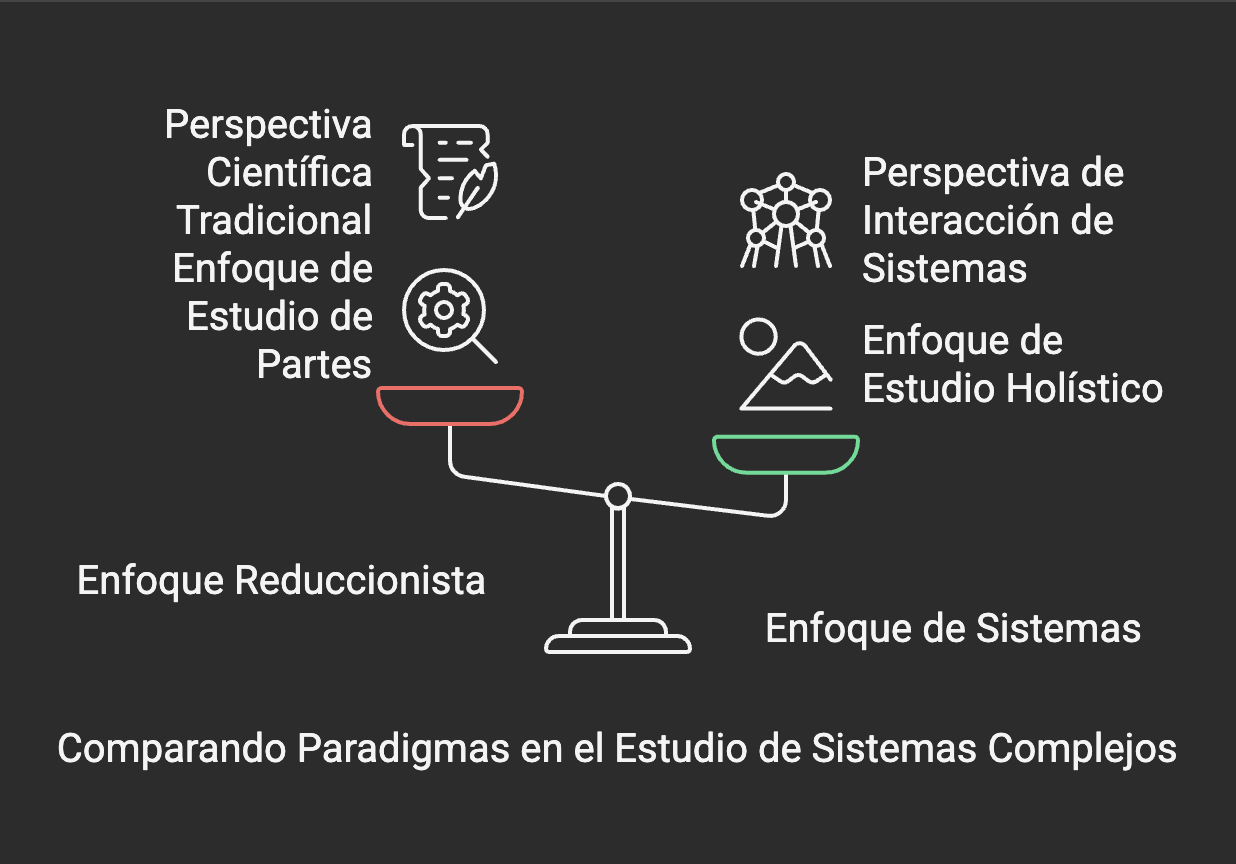 Perspectiva
Científica
Tradicional
Enfoque de
Estudio de
Partes
Perspectiva de
Interacción de
Sistemas
Enfoque de
Estudio Holístico
Enfoque Reduccionista
Enfoque de Sistemas
Comparando Paradigmas en el Estudio de Sistemas Complejos